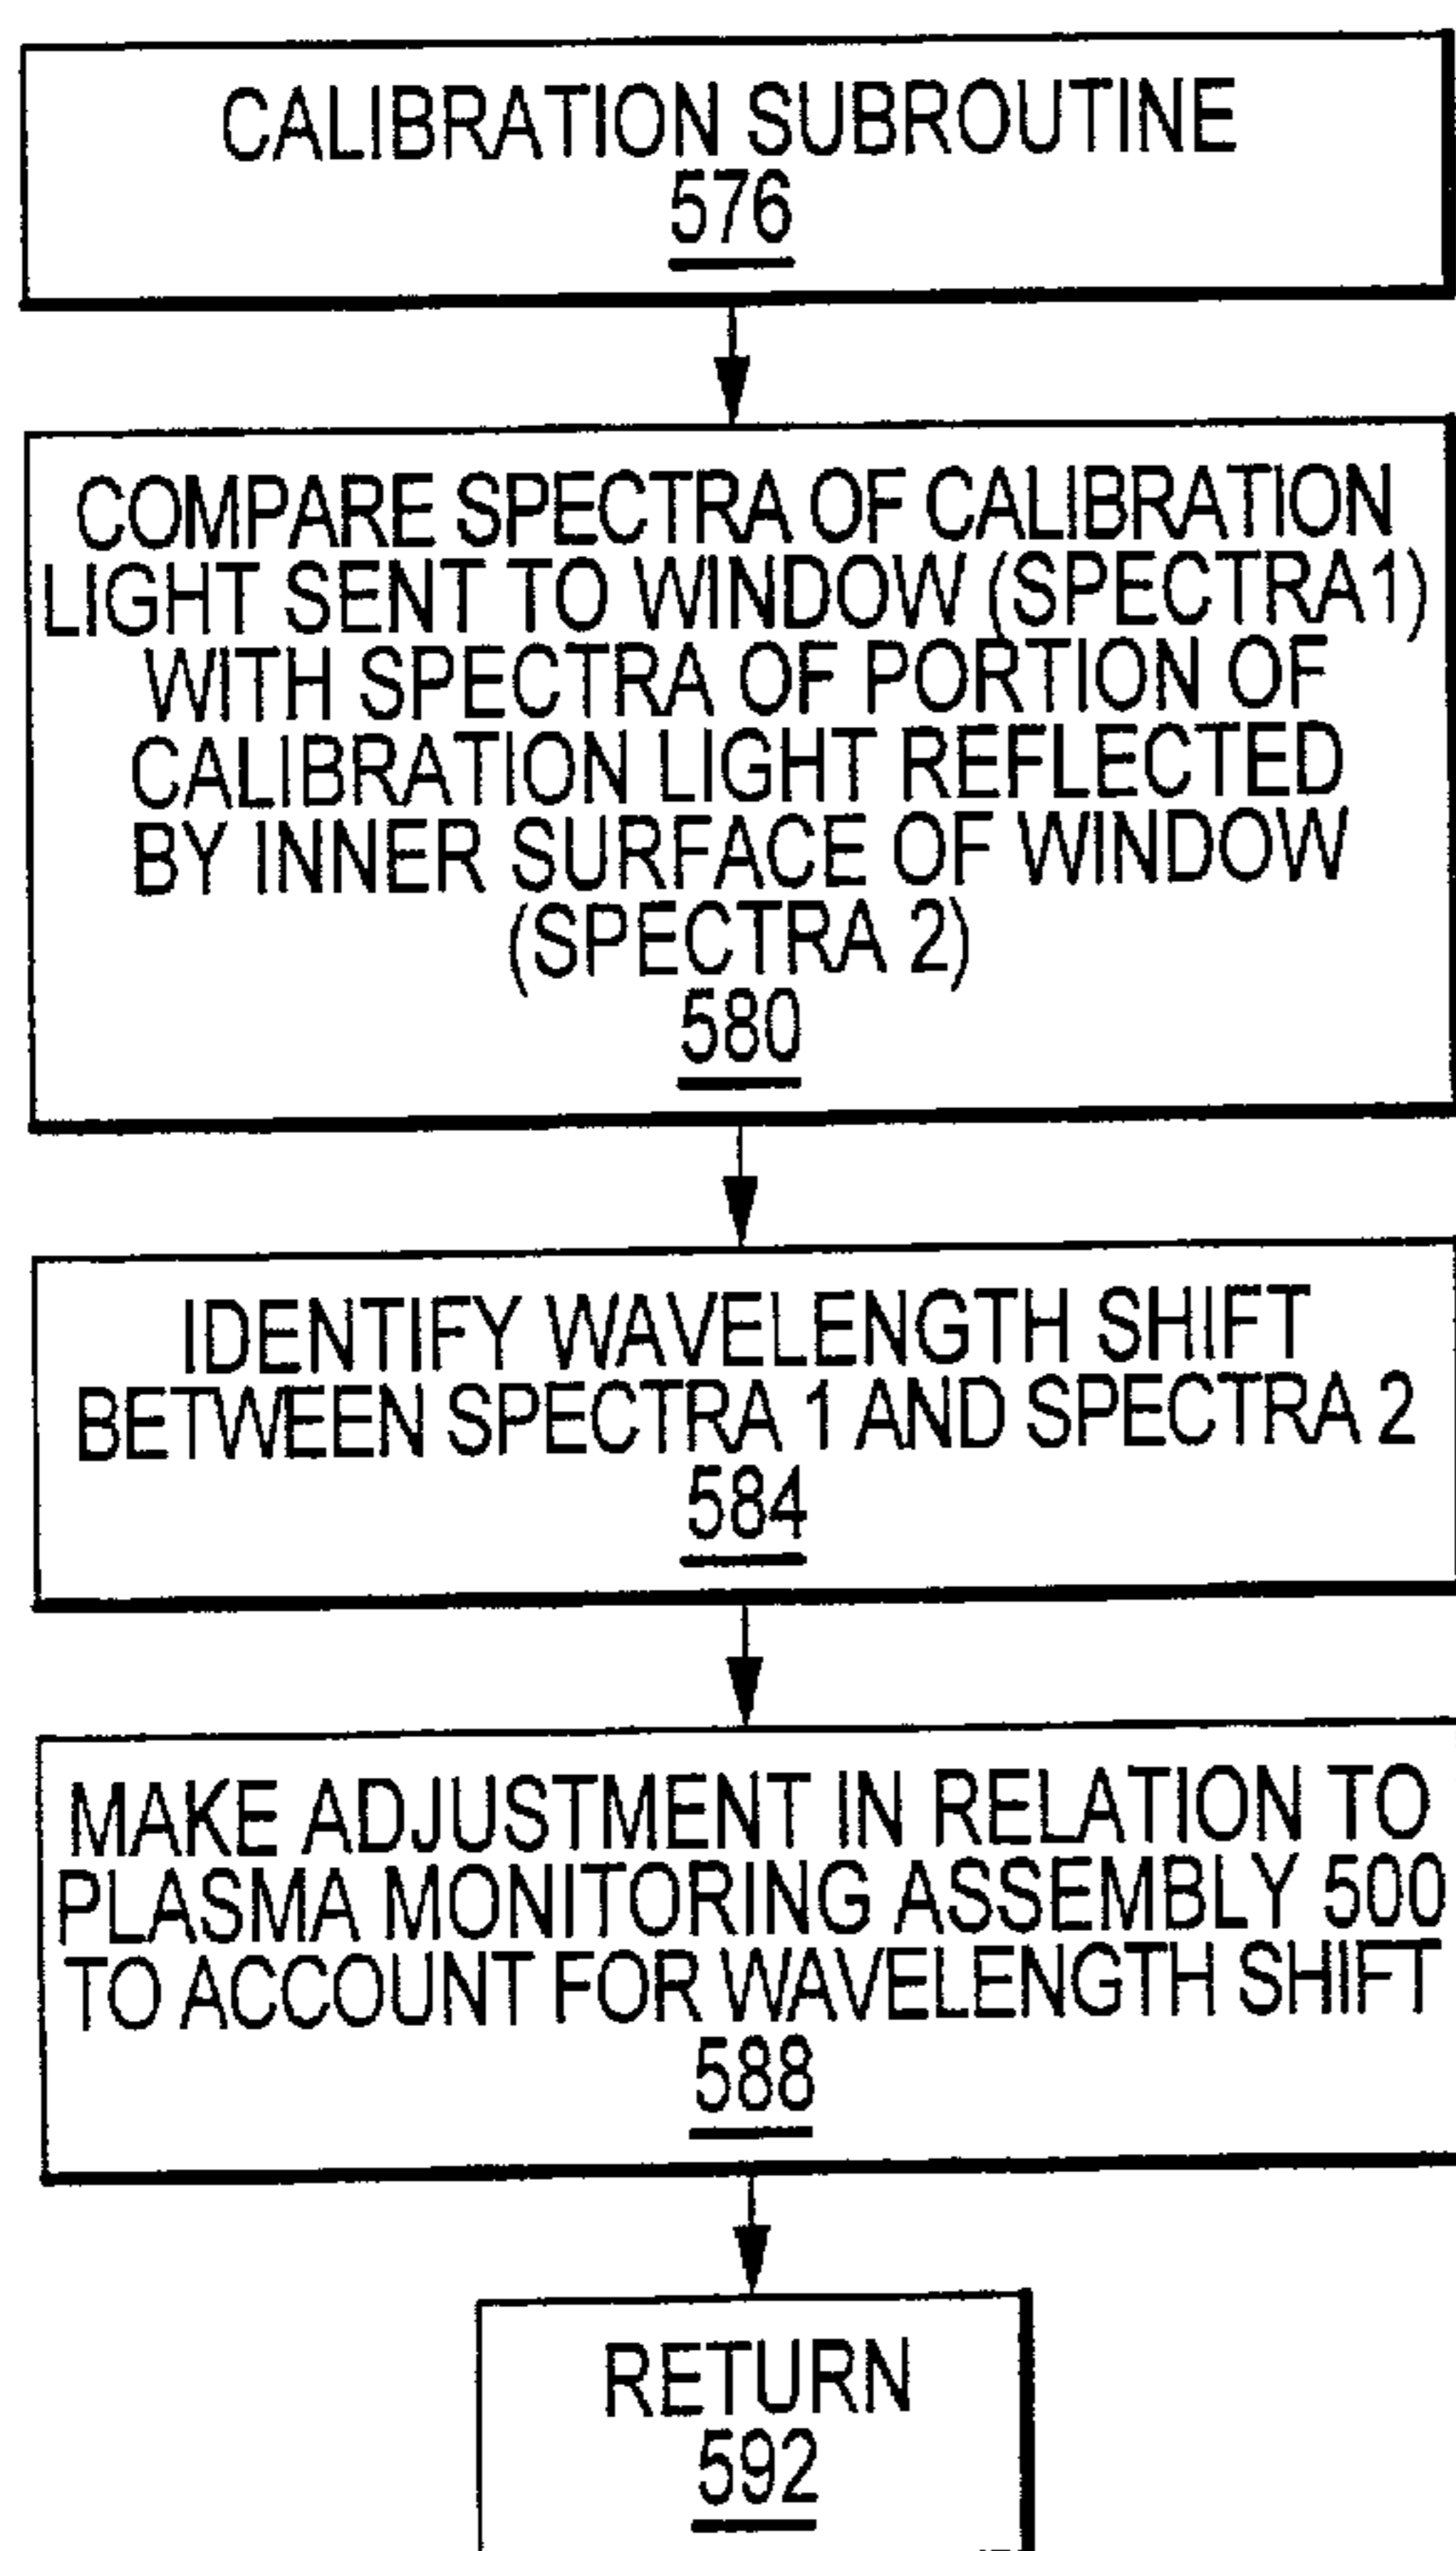 CALIBRATION SUBROUTINE
576
COMPARE SPECTRA OF CALIBRATION
LIGHT SENT TO WINDOW (SPECTRA1)
WITH SPECTRA OF PORTION OF
CALIBRATION LIGHT REFLECTED
BY INNER SURFACE OF WINDOW
(SPECTRA 2)
580
IDENTIFY WAVELENGTH SHIFT
BETWEEN SPECTRA 1 AND SPECTRA 2
584
MAKE ADJUSTMENT IN RELATION TO
PLASMA MONITORING ASSEMBLY 500
TO ACCOUNT FOR WAVELENGTH SHIFT
588
RETURN
592